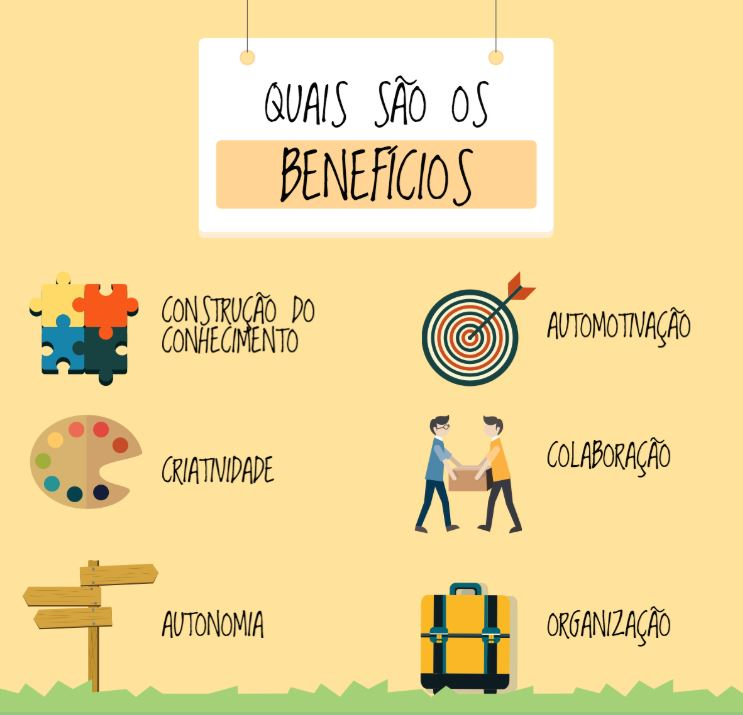 QUAIS SÃO OS
BENEFÍCIOS
CONSTRUÇÃO DO
CONHECIMENTO
AUTOMOTIVAÇÃO
CRIATIVIDADE
COLABORAÇÃO
AUTONOMIA
ORGANIZAÇÃO